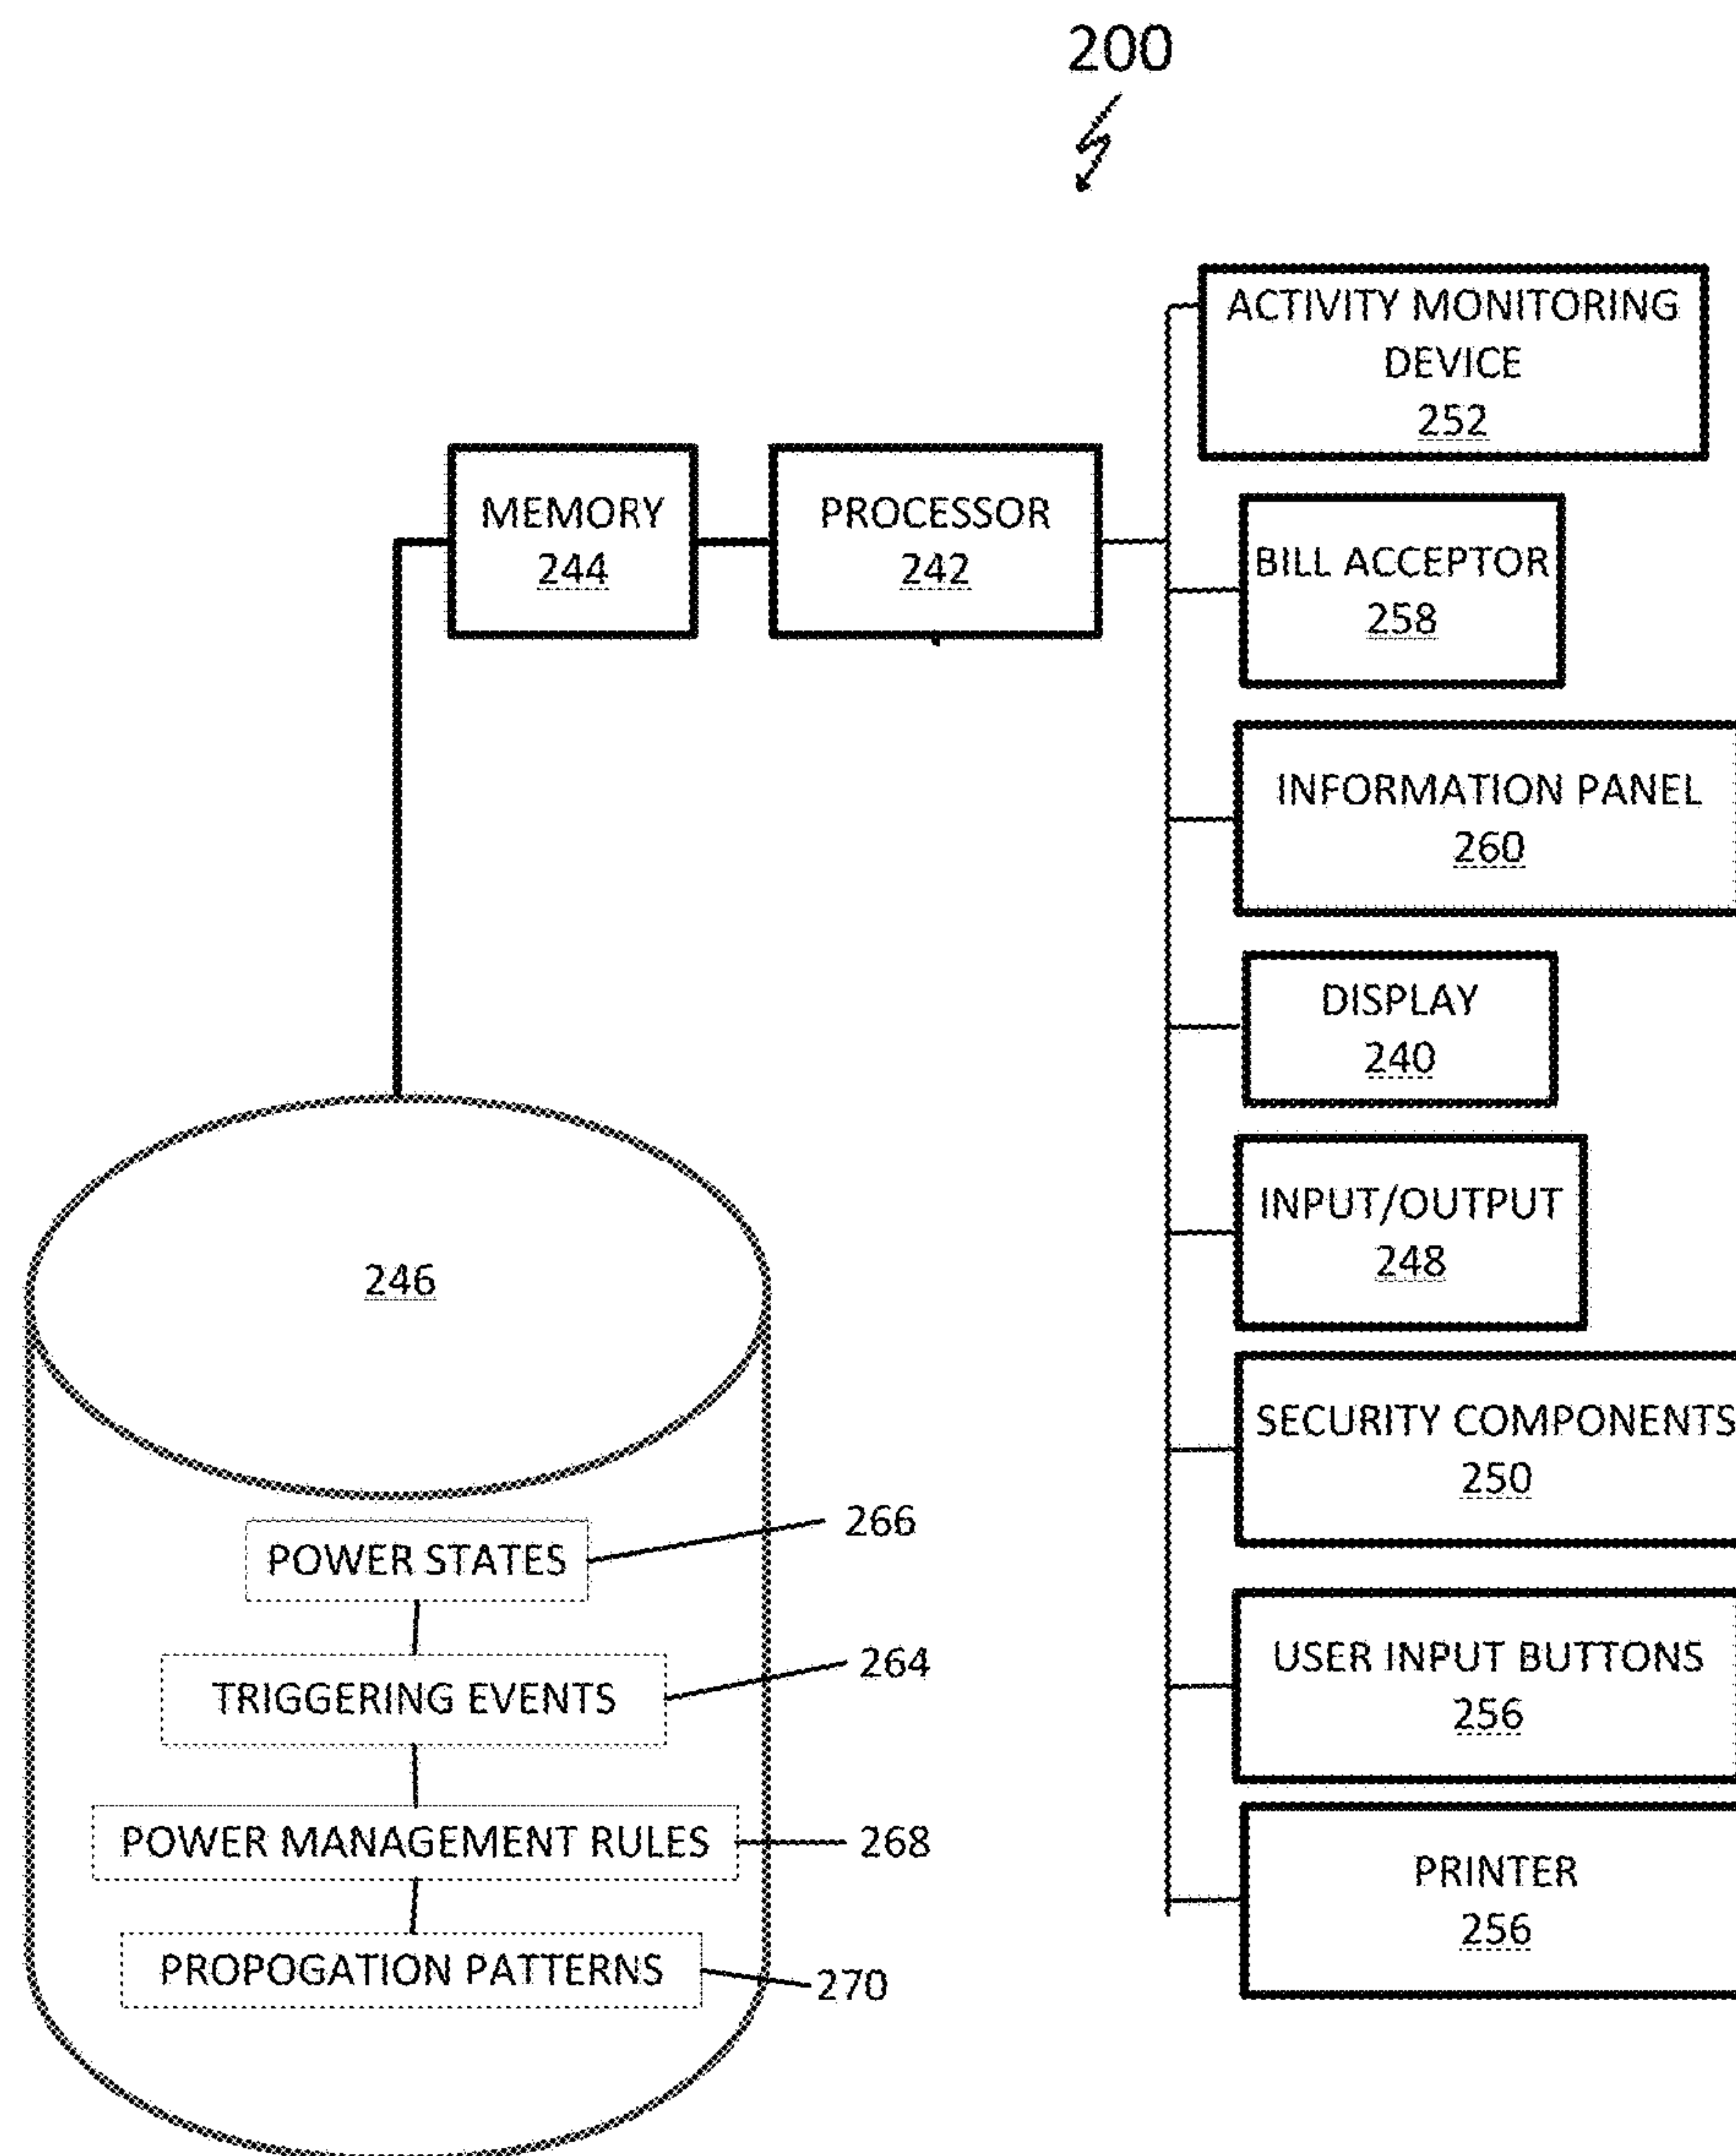 200
ACTIVITY MONITORING
DEVICE
252
MEMORY
244
PROCESSOR
242
BILL ACCEPTOR
258
INFORMATION PANEL
260
DISPLAY
240
INPUT/OUTPUT
248
SECURITY COMPONENTS
250
USER INPUT BUTTONS
256
PRINTER
256
246
POWER STATES
266
TRIGGERING EVENTS
264
POWER MANAGEMENT RULES
268
PROPOGATION PATTERNS
270